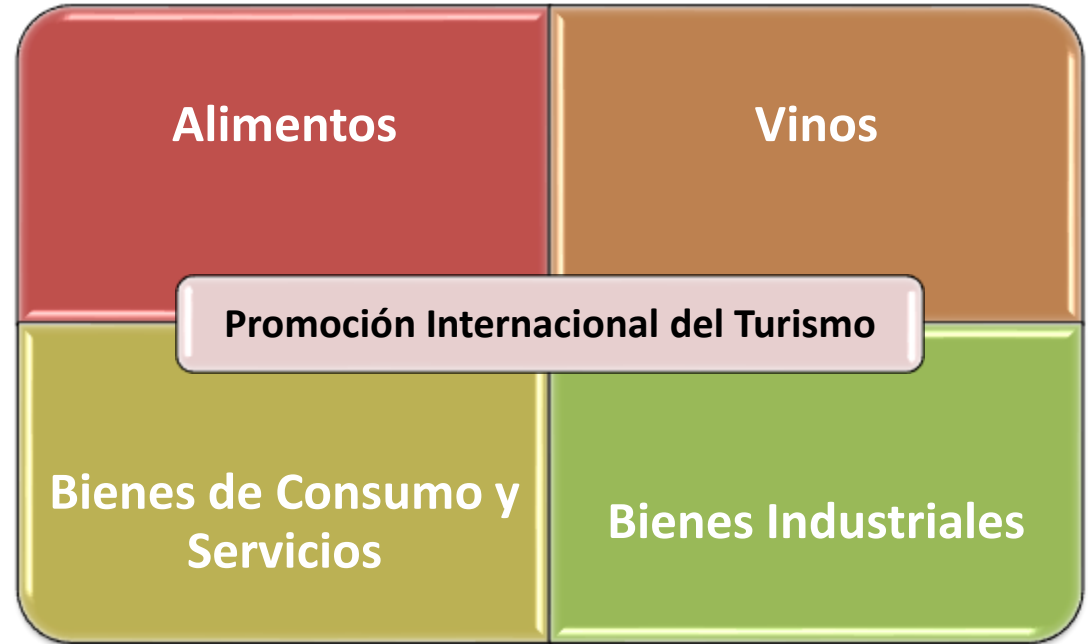 Alimentos
Vinos
Promoción Internacional del Turismo
Bienes de Consumo y
Servicios
Bienes Industriales